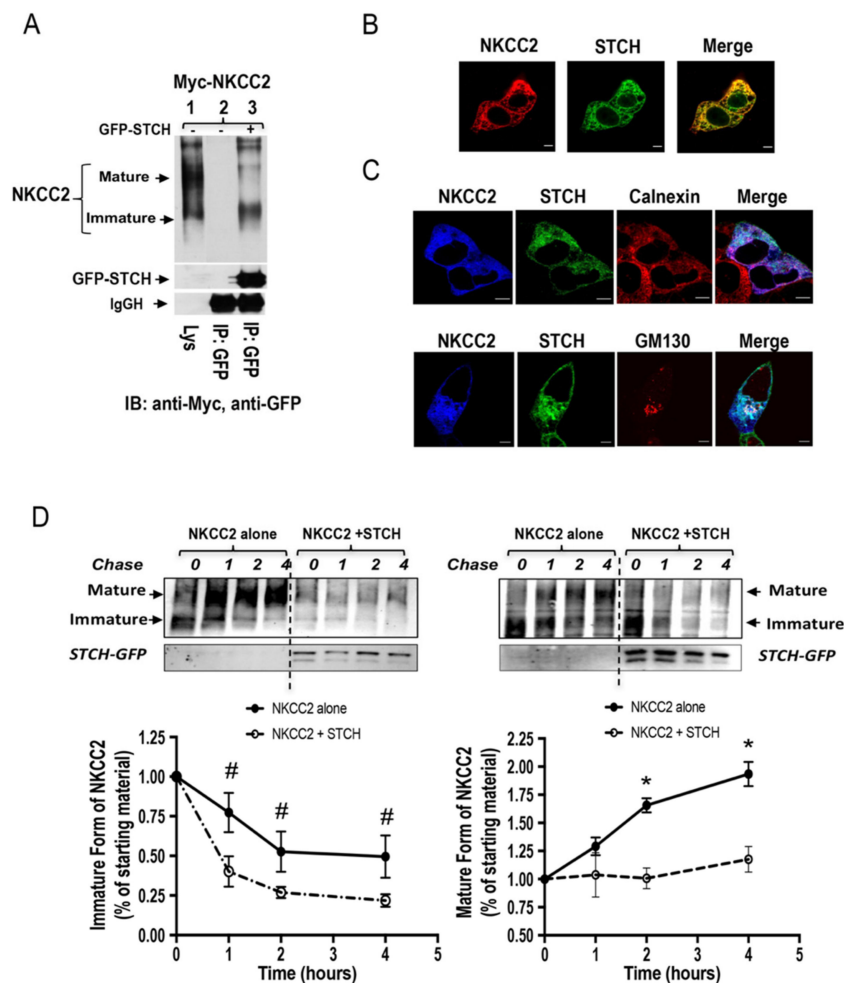 A
Myc-NKCC2
1 2 3
GFP-STCH - - +
NKCC2
Mature
Immature
GFP-STCH
IgGH
Lys
IP: GFP
IP: GFP
IB: anti-Myc, anti-GFP
B
NKCC2 STCH Merge
C
NKCC2 STCH Calnexin Merge
NKCC2 STCH GM130 Merge
D
NKCC2 alone NKCC2 +STCH
Chase 0 1 2 4 0 1 2 4
Mature
Immature
STCH-GFP
NKCC2 alone NKCC2 +STCH
Chase 0 1 2 4 0 1 2 4
Mature
Immature
STCH-GFP
NKCC2 alone
NKCC2 + STCH
Immature Form of NKCC2
(% of starting material)
1.25
1.00
0.75
0.50
0.25
0.00
# # #
0 1 2 3 4 5
Time (hours)
NKCC2 alone
NKCC2 + STCH
Mature Form of NKCC2
(% of starting material)
2.25
2.00
1.75
1.50
1.25
1.00
0.75
0.50
* *
0 1 2 3 4 5
Time (hours)